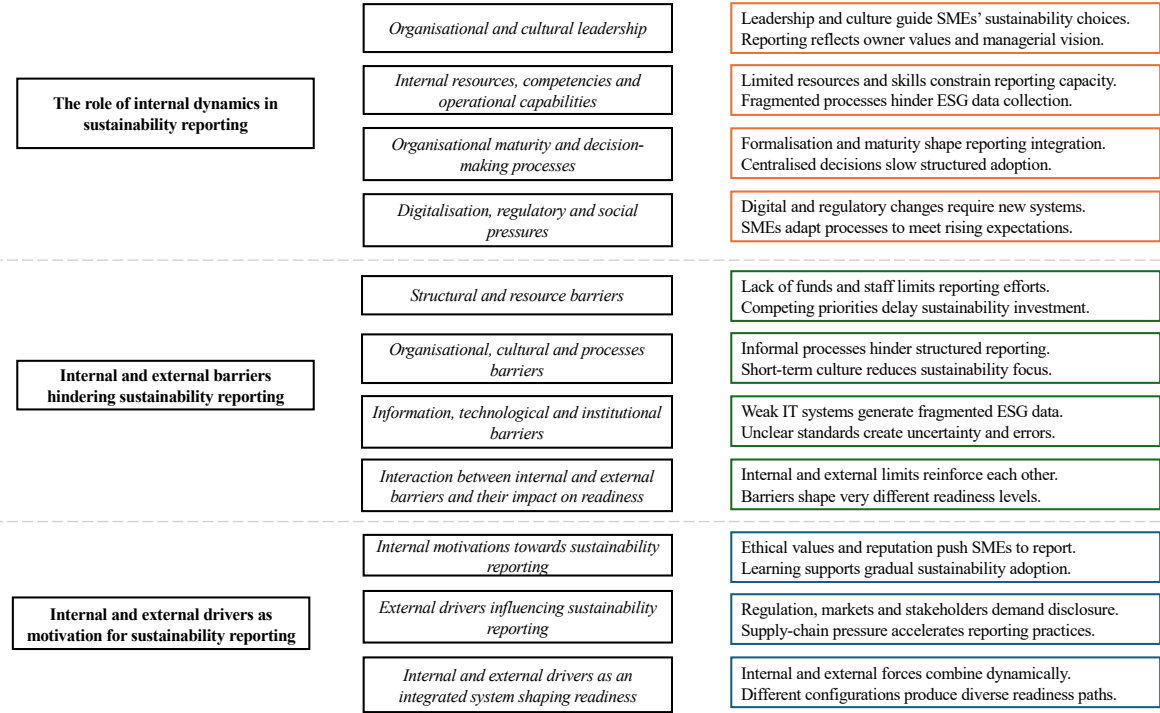 The role of internal dynamics in
sustainability reporting
Organisational and cultural leadership
Leadership and culture guide SMEs’ sustainability choices.
Reporting reflects owner values and managerial vision.
Internal resources, competencies and
operational capabilities
Limited resources and skills constrain reporting capacity.
Fragmented processes hinder ESG data collection.
Organisational maturity and decision-
making processes
Formalisation and maturity shape reporting integration.
Centralised decisions slow structured adoption.
Digitalisation, regulatory and social
pressures
Digital and regulatory changes require new systems.
SMEs adapt processes to meet rising expectations.
Internal and external barriers
hindering sustainability reporting
Structural and resource barriers
Lack of funds and staff limits reporting efforts.
Competing priorities delay sustainability investment.
Organisational, cultural and processes
barriers
Informal processes hinder structured reporting.
Short-term culture reduces sustainability focus.
Information, technological and institutional
barriers
Weak IT systems generate fragmented ESG data.
Unclear standards create uncertainty and errors.
Interaction between internal and external
barriers and their impact on readiness
Internal and external limits reinforce each other.
Barriers shape very different readiness levels.
Internal and external drivers as
motivation for sustainability reporting
Internal motivations towards sustainability
reporting
Ethical values and reputation push SMEs to report.
Learning supports gradual sustainability adoption.
External drivers influencing sustainability
reporting
Regulation, markets and stakeholders demand disclosure.
Supply-chain pressure accelerates reporting practices.
Internal and external drivers as an
integrated system shaping readiness
Internal and external forces combine dynamically.
Different configurations produce diverse readiness paths.